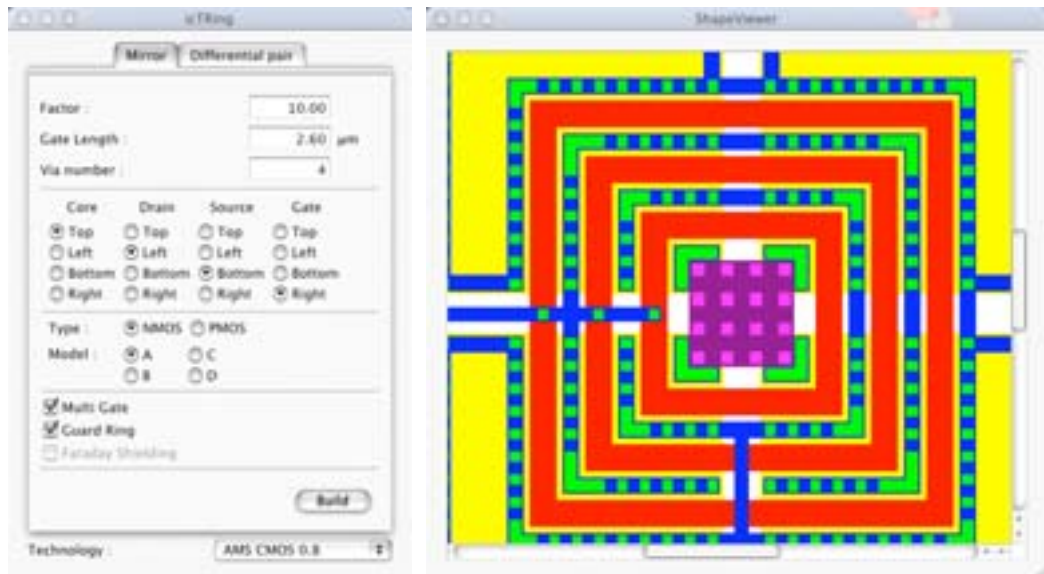 icTRing
Mirror Differential pair
Factor : 10.00
Gate Length : 2.60 µm
Via number : 4
Core Drain Source Gate
Top Top Top Top
Left Left Left Left
Bottom Bottom Bottom Bottom
Right Right Right Right
Type : NMOS PMOS
Model : A C
B D
Multi Gate
Guard Ring
Faraday Shielding
Build
Technology : AMS CMOS 0.8
ShapeViewer